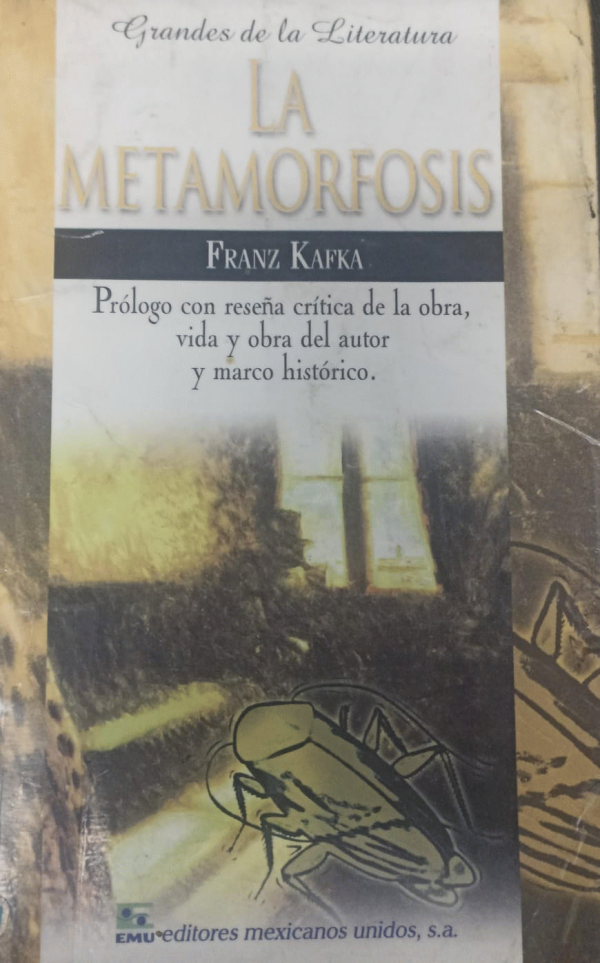 Grandes de la Literatura
LA
METAMORFOSIS
FRANZ KAFKA
Prólogo con reseña crítica de la obra,
vida y obra del autor
y marco histórico.
EMU® editores mexicanos unidos, s.a.